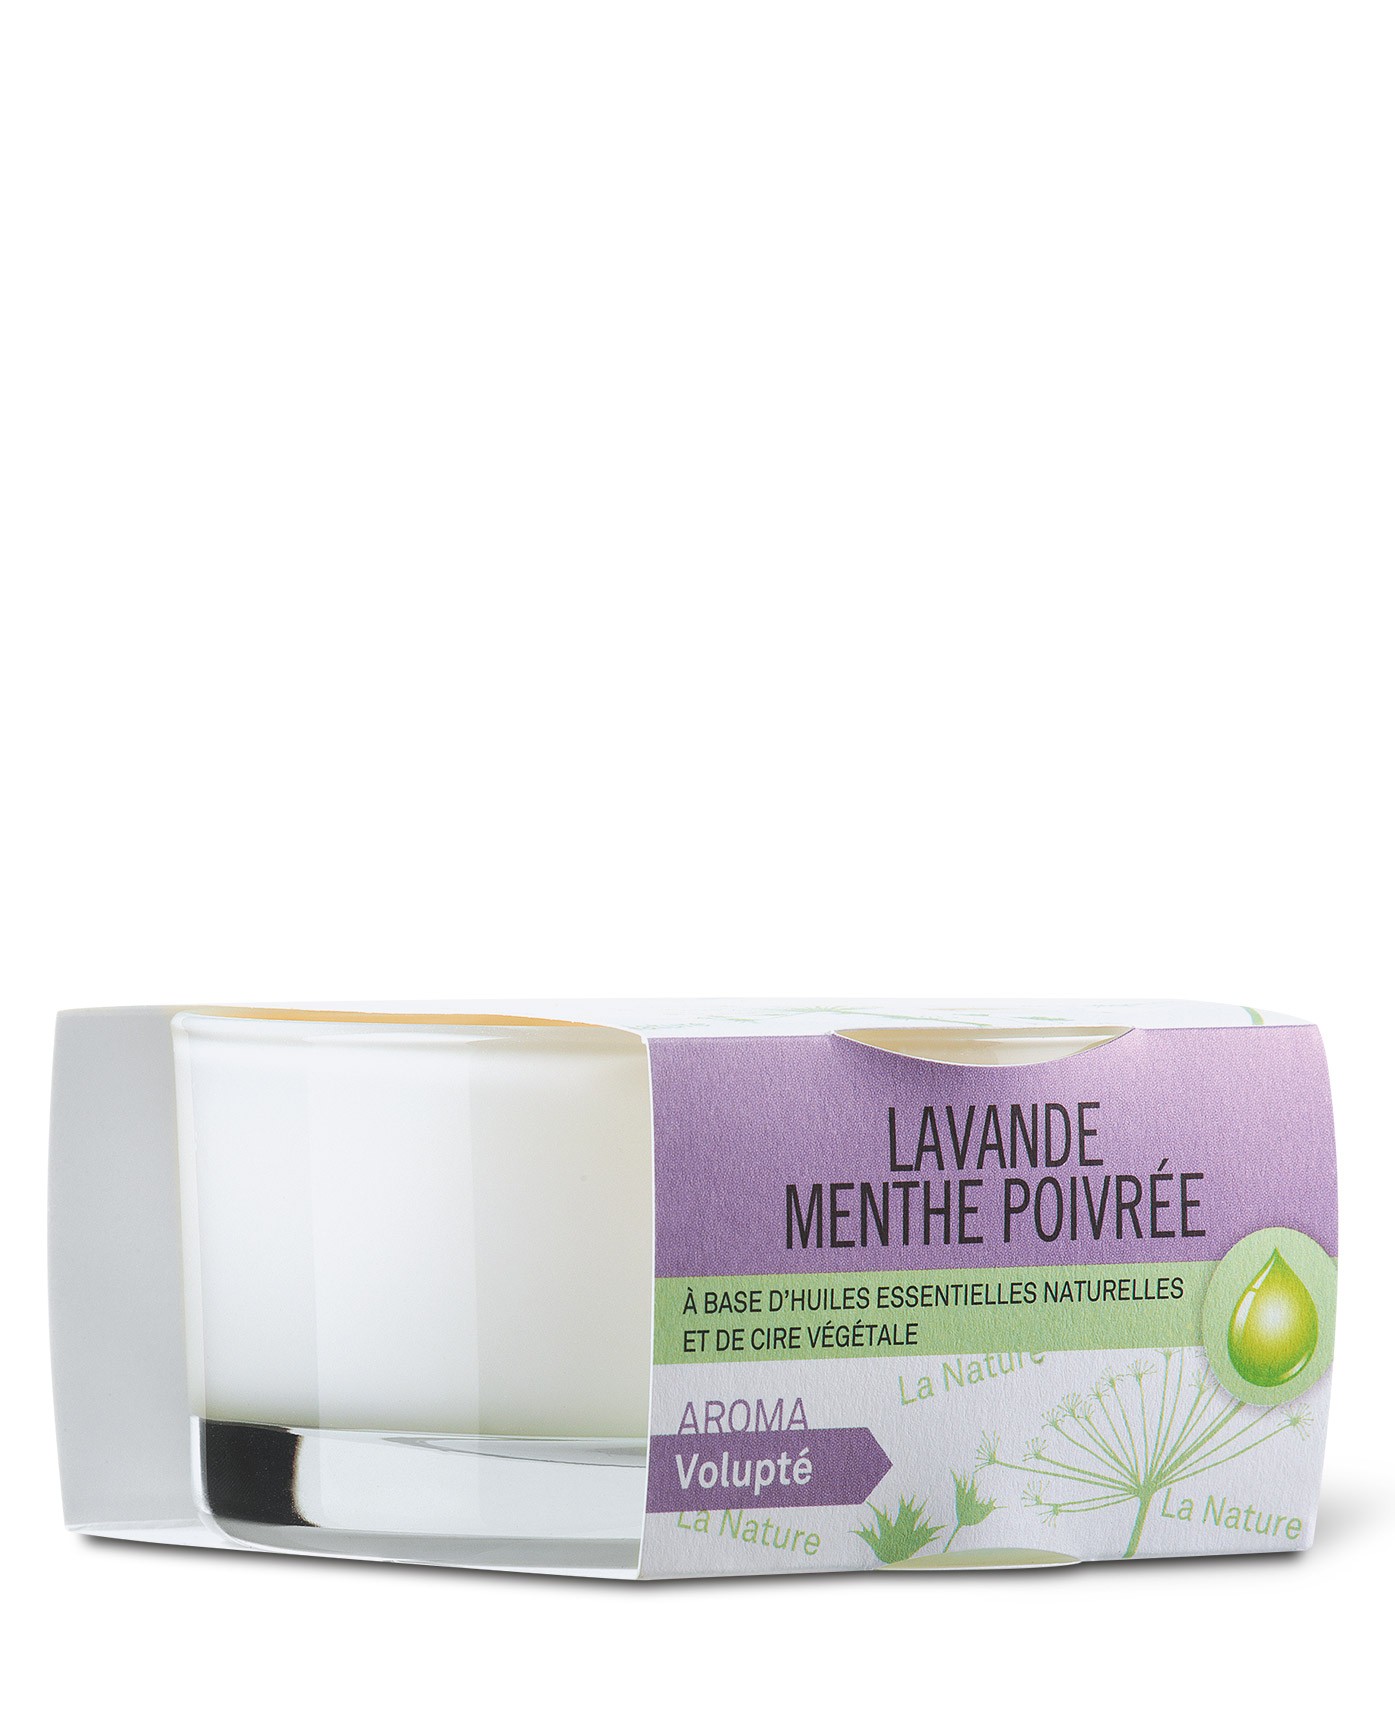 LAVANDE
MENTHE POIVRÉE
À BASE D'HUILES ESSENTIELLES NATURELLES
ET DE CIRE VÉGÉTALE
La Nature
AROMA
Volupté
La Nature
La Nature